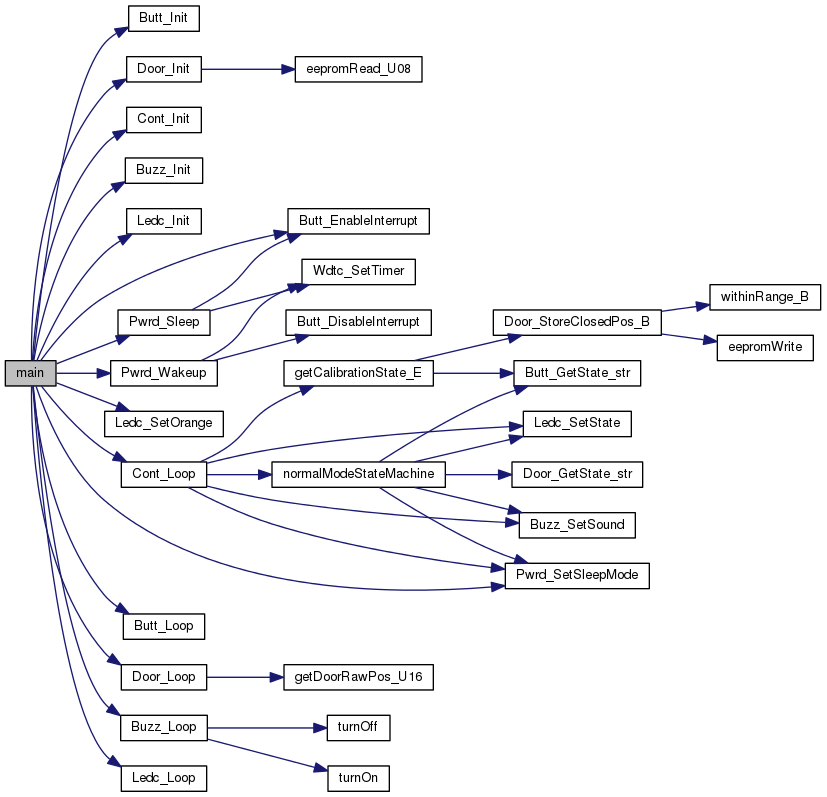 Butt_Init
Door_Init
eepromRead_U08
Cont_Init
Buzz_Init
Ledc_Init
Butt_EnableInterrupt
Wdtc_SetTimer
withinRange_B
Pwrd_Sleep
Butt_DisableInterrupt
Door_StoreClosedPos_B
eepromWrite
main
Pwrd_Wakeup
getCalibrationState_E
Butt_GetState_str
Ledc_SetOrange
Ledc_SetState
Cont_Loop
normalModeStateMachine
Door_GetState_str
Buzz_SetSound
Pwrd_SetSleepMode
Butt_Loop
Door_Loop
getDoorRawPos_U16
Buzz_Loop
turnOff
Ledc_Loop
turnOn